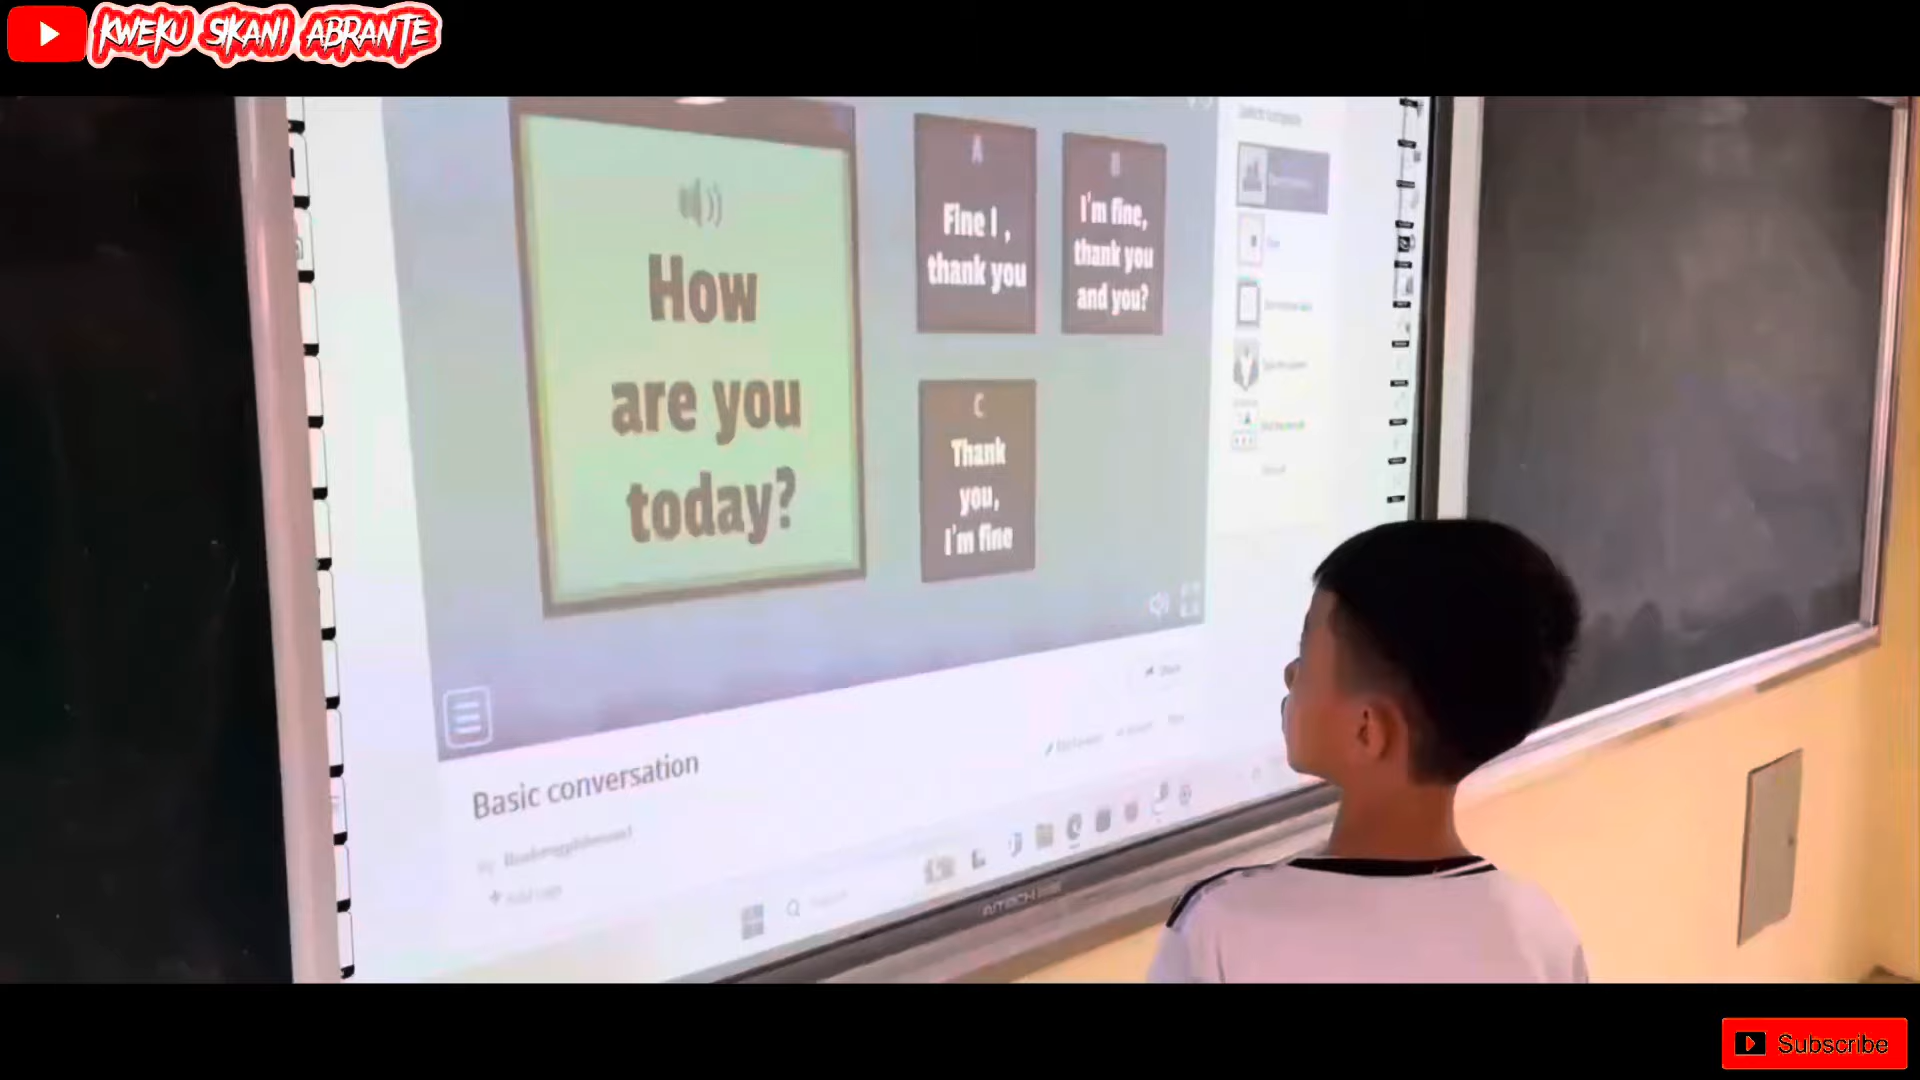 KWEKU SIKANI ABRANTE
How
are you
today?
A
Fine I ,
thank you
B
I'm fine,
thank you
and you?
C
Thank
you,
I'm fine
Share
Basic conversation
Subscribe